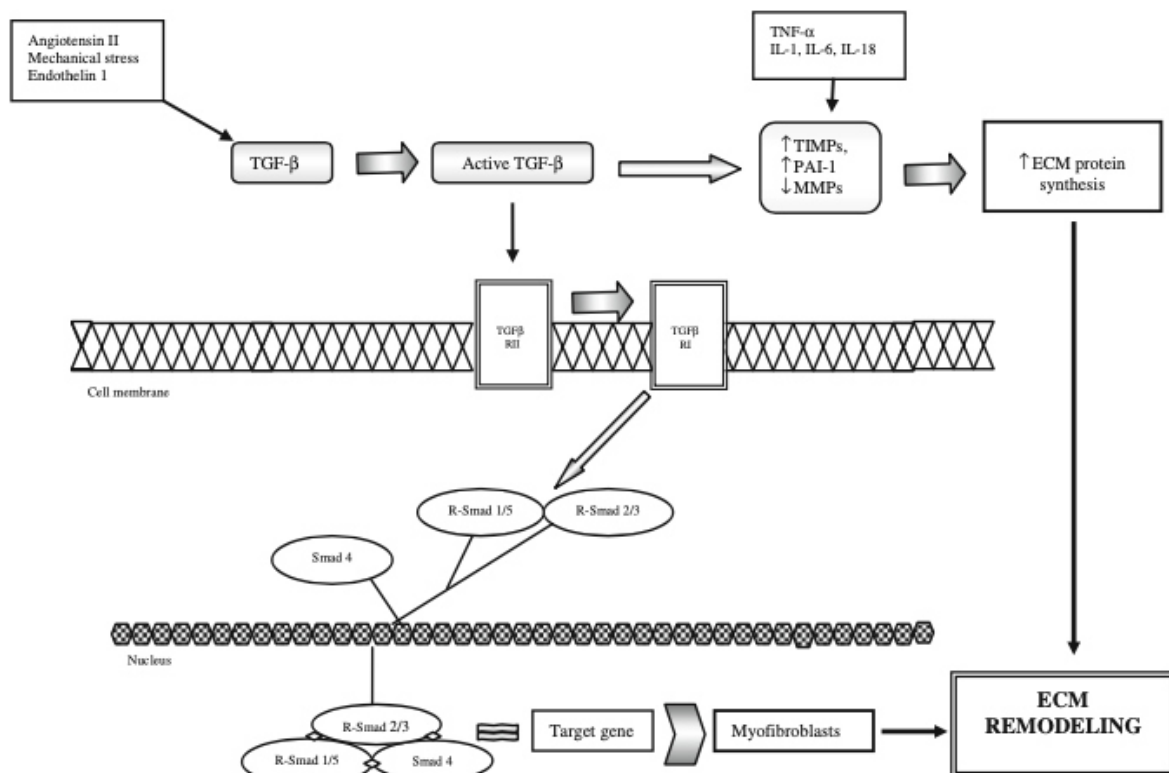 Angiotensin II
Mechanical stress
Endothelin 1
TNF-α
IL-1, IL-6, IL-18
TGF-β
Active TGF-β
↑TIMPs,
↑PAI-1
↓MMPs
↑ECM protein
synthesis
TGFβ
RII
TGFβ
RI
Cell membrane
R-Smad 1/5
R-Smad 2/3
Smad 4
Nucleus
R-Smad 2/3
R-Smad 1/5
Smad 4
Target gene
Myofibroblasts
ECM
REMODELING